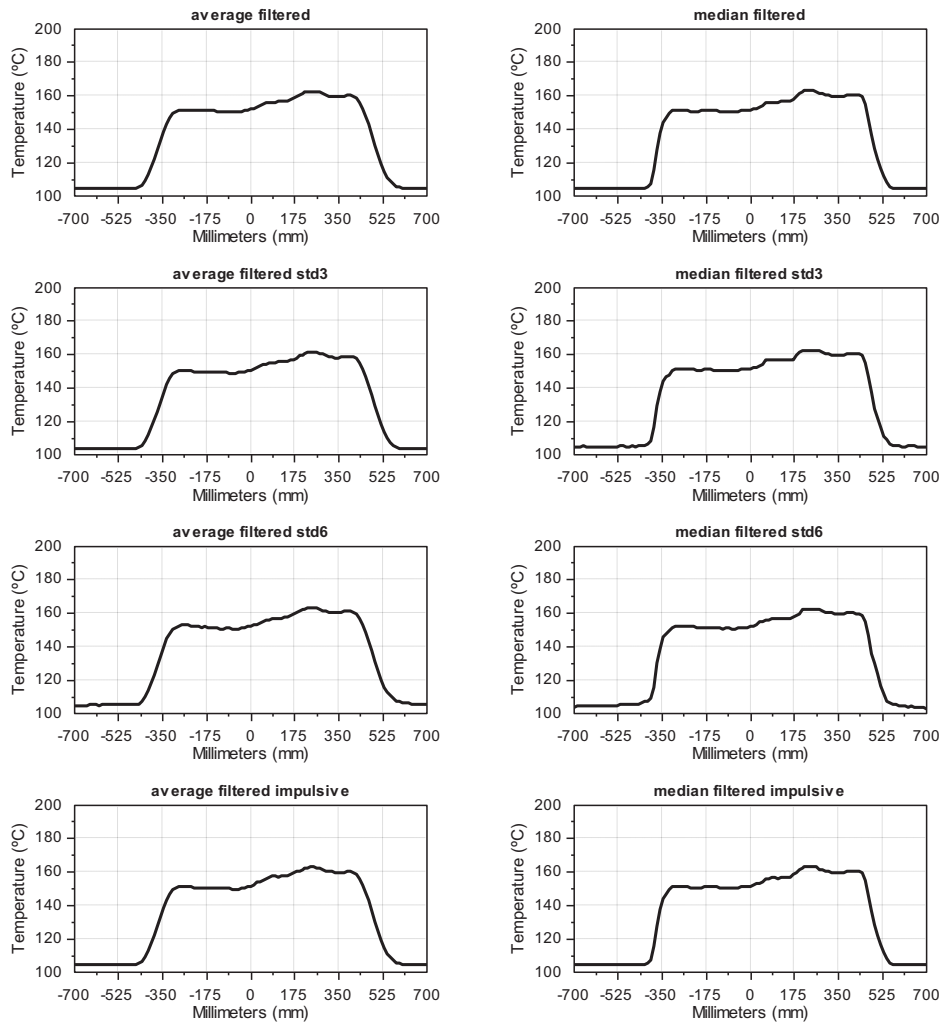 average filtered
200
180
160
140
120
100
Temperature (ºC)
-700 -525 -350 -175 0 175 350 525 700
Millimeters (mm)
median filtered
200
180
160
140
120
100
Temperature (ºC)
-700 -525 -350 -175 0 175 350 525 700
Millimeters (mm)
average filtered std3
200
180
160
140
120
100
Temperature (ºC)
-700 -525 -350 -175 0 175 350 525 700
Millimeters (mm)
median filtered std3
200
180
160
140
120
100
Temperature (ºC)
-700 -525 -350 -175 0 175 350 525 700
Millimeters (mm)
average filtered std6
200
180
160
140
120
100
Temperature (ºC)
-700 -525 -350 -175 0 175 350 525 700
Millimeters (mm)
median filtered std6
200
180
160
140
120
100
Temperature (ºC)
-700 -525 -350 -175 0 175 350 525 700
Millimeters (mm)
average filtered impulsive
200
180
160
140
120
100
Temperature (ºC)
-700 -525 -350 -175 0 175 350 525 700
Millimeters (mm)
median filtered impulsive
200
180
160
140
120
100
Temperature (ºC)
-700 -525 -350 -175 0 175 350 525 700
Millimeters (mm)